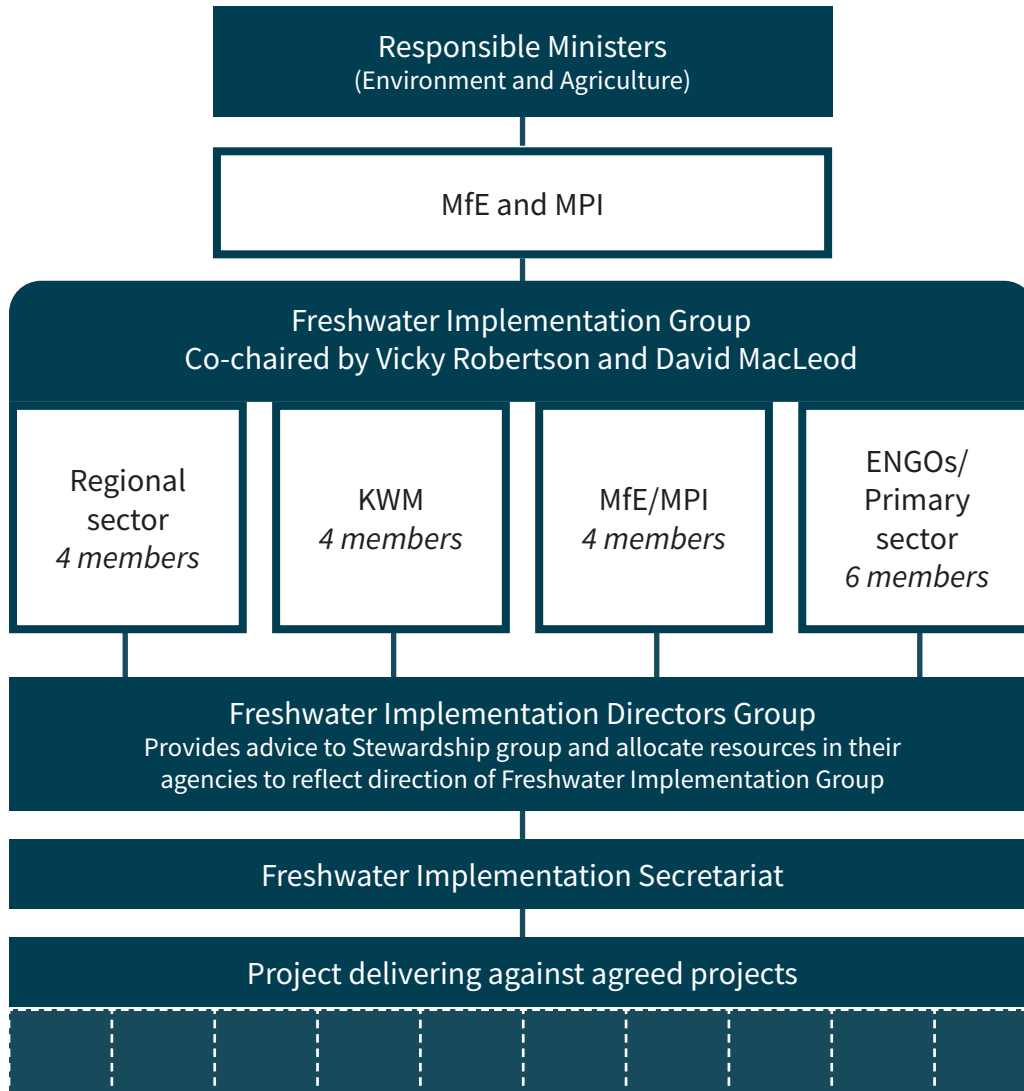 Responsible Ministers
(Environment and Agriculture)
MfE and MPI
Freshwater Implementation Group
Co-chaired by Vicky Robertson and David MacLeod
Regional
sector
4 members
KWM
4 members
MfE/MPI
4 members
ENGOs/
Primary
sector
6 members
Freshwater Implementation Directors Group
Provides advice to Stewardship group and allocate resources in their
agencies to reflect direction of Freshwater Implementation Group
Freshwater Implementation Secretariat
Project delivering against agreed projects